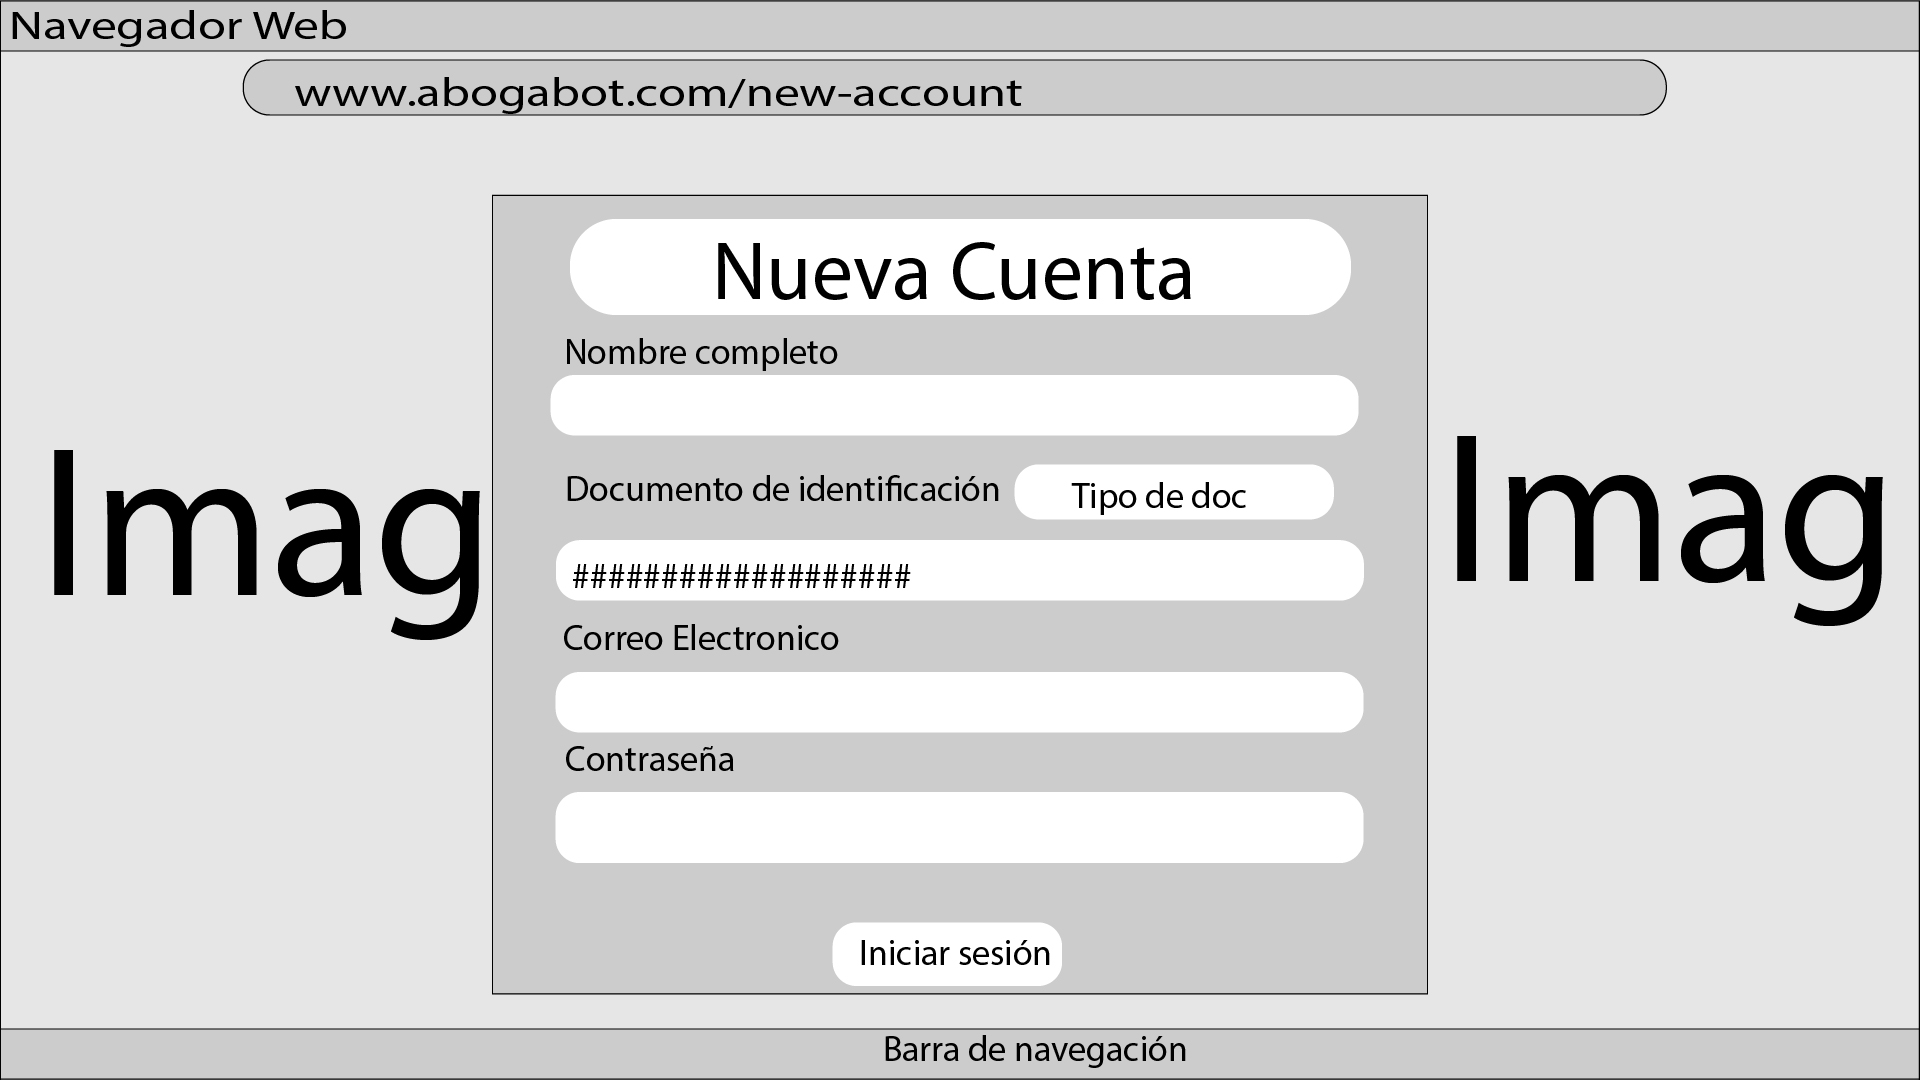 Navegador Web
www.abogabot.com/new-account
Nueva Cuenta
Nombre completo
Imag
Imag
Documento de identificación
Tipo de doc
###################
Correo Electronico
Contraseña
Iniciar sesión
Barra de navegación